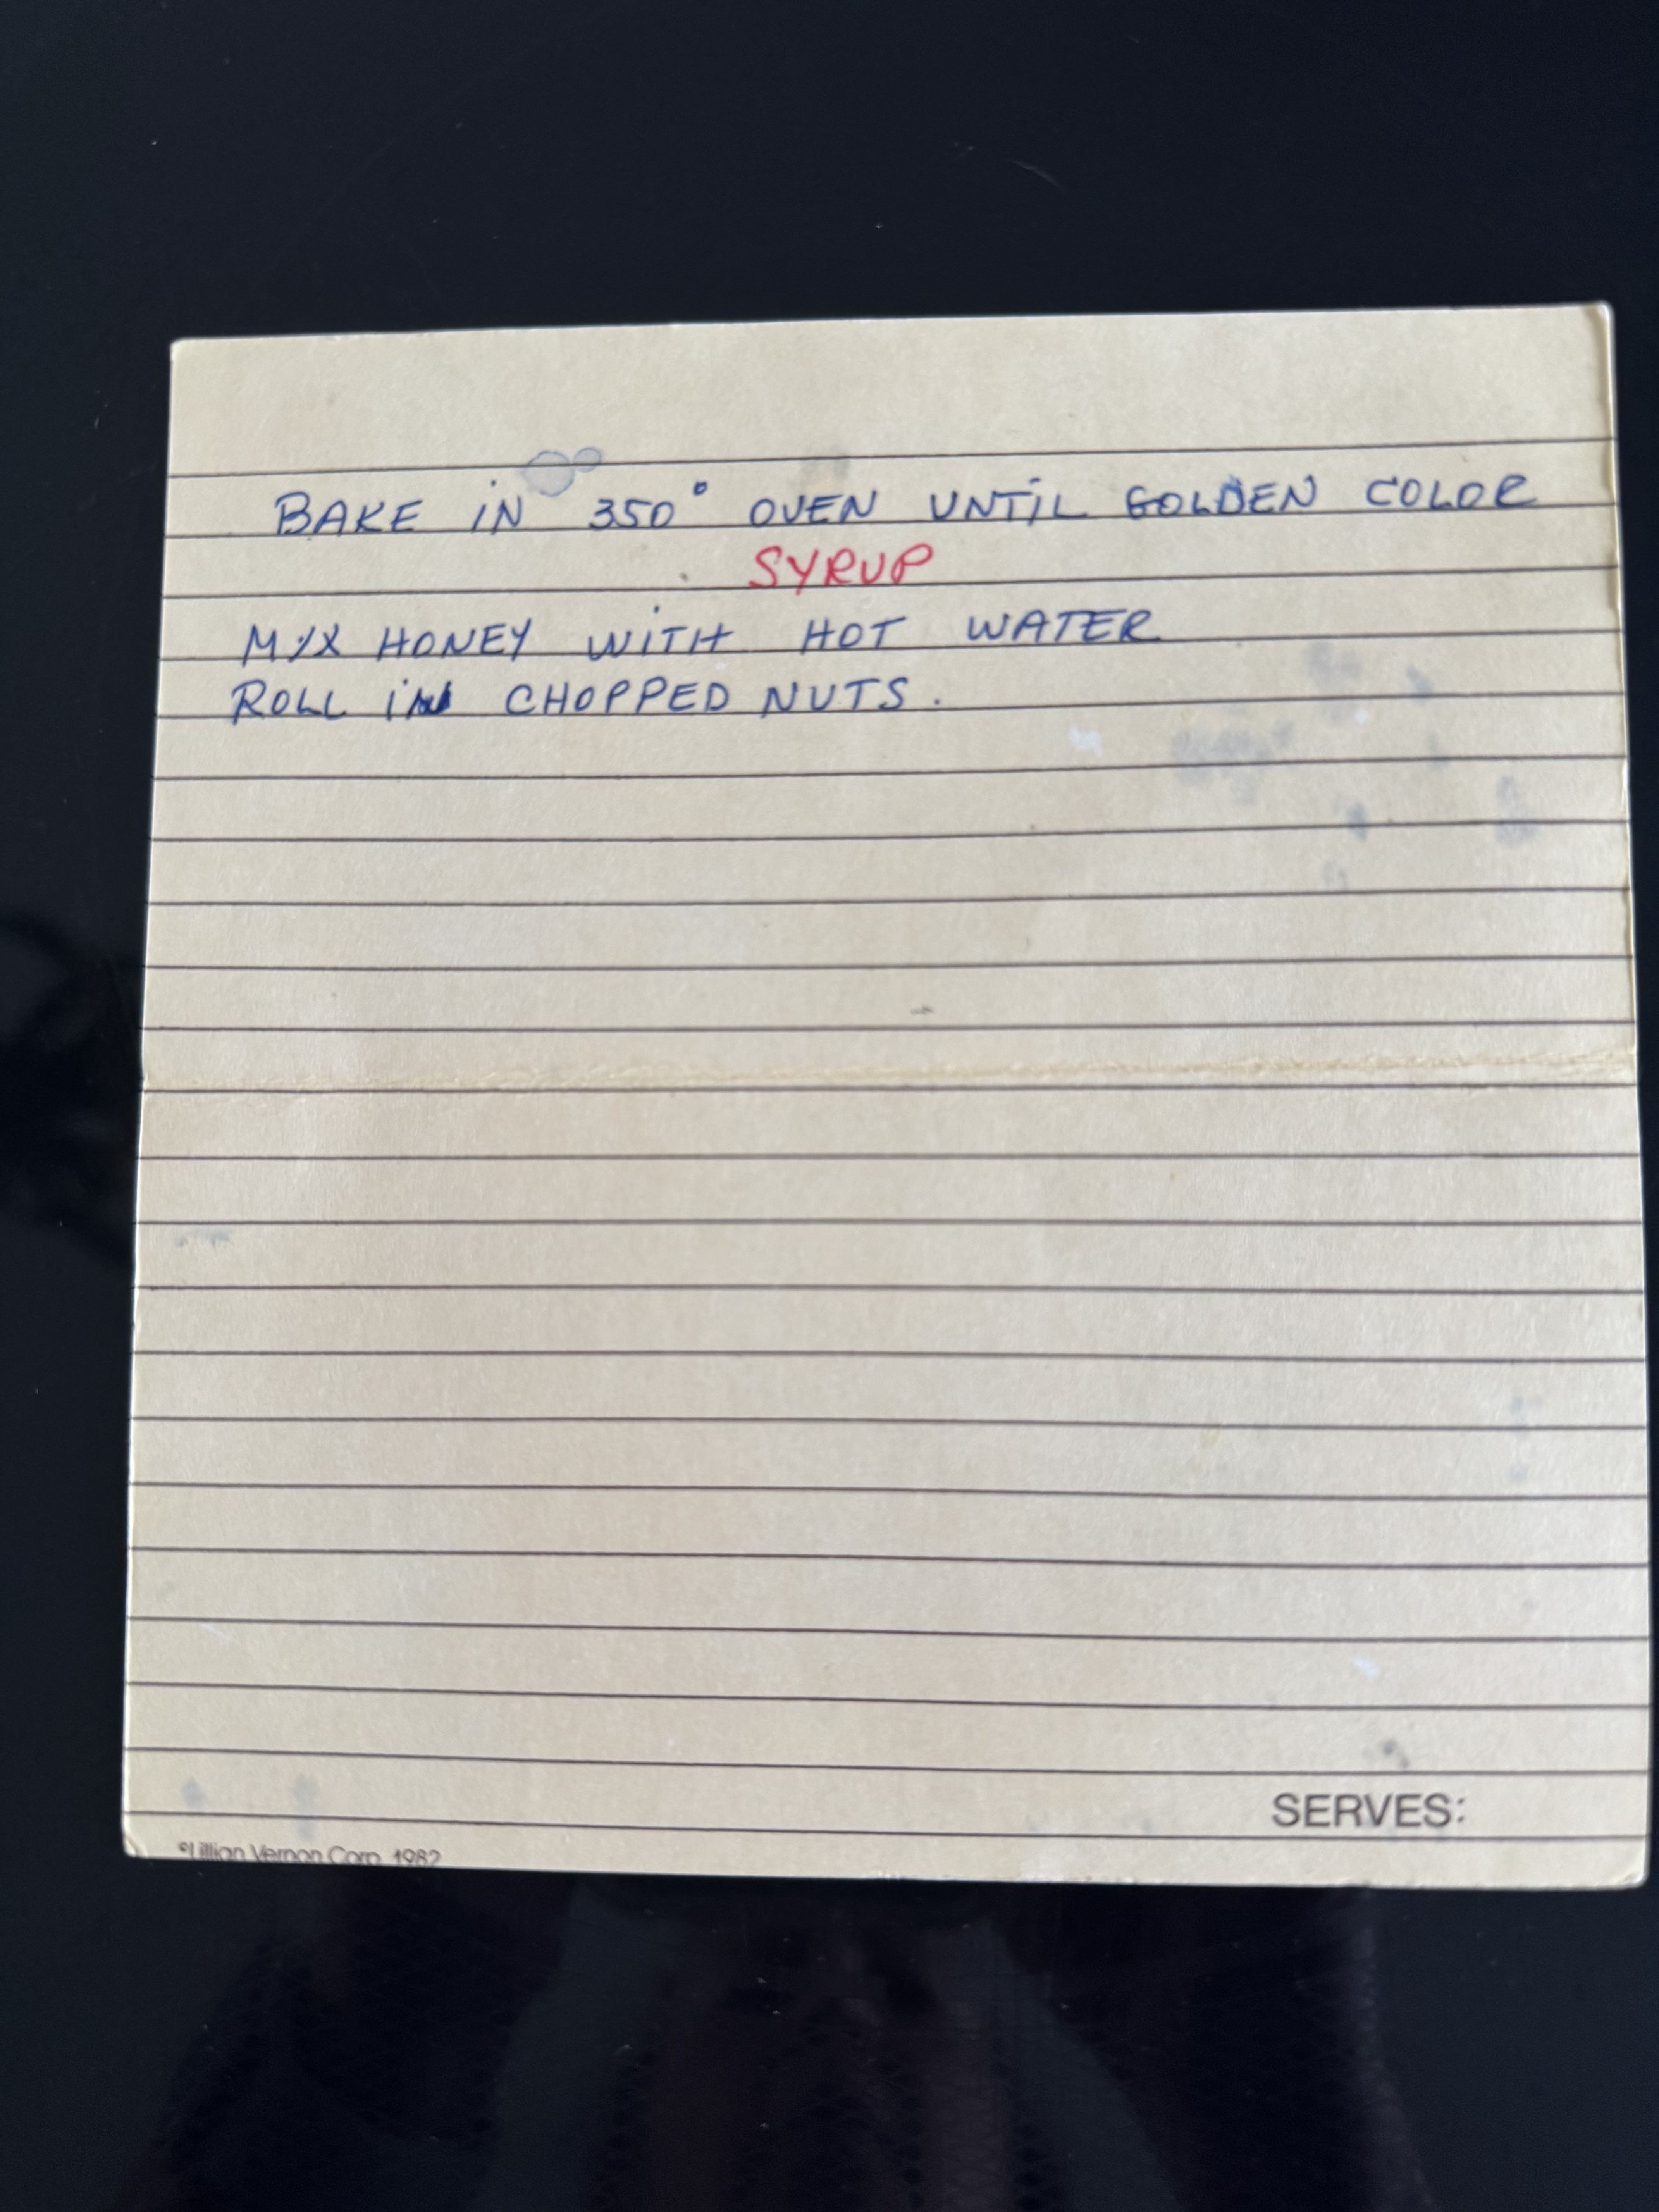 BAKE IN 350° OVEN UNTIL GOLDEN COLOR
SYRUP
MIX HONEY WITH HOT WATER
ROLL IN CHOPPED NUTS.
SERVES:
©Lillian Vernon Corp. 1982